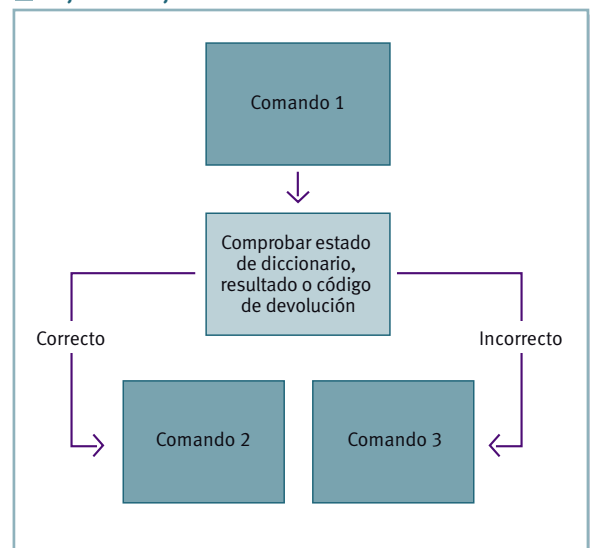 Comando 1
Comprobar estado
de diccionario,
resultado o código
de devolución
Correcto
Incorrecto
Comando 2
Comando 3